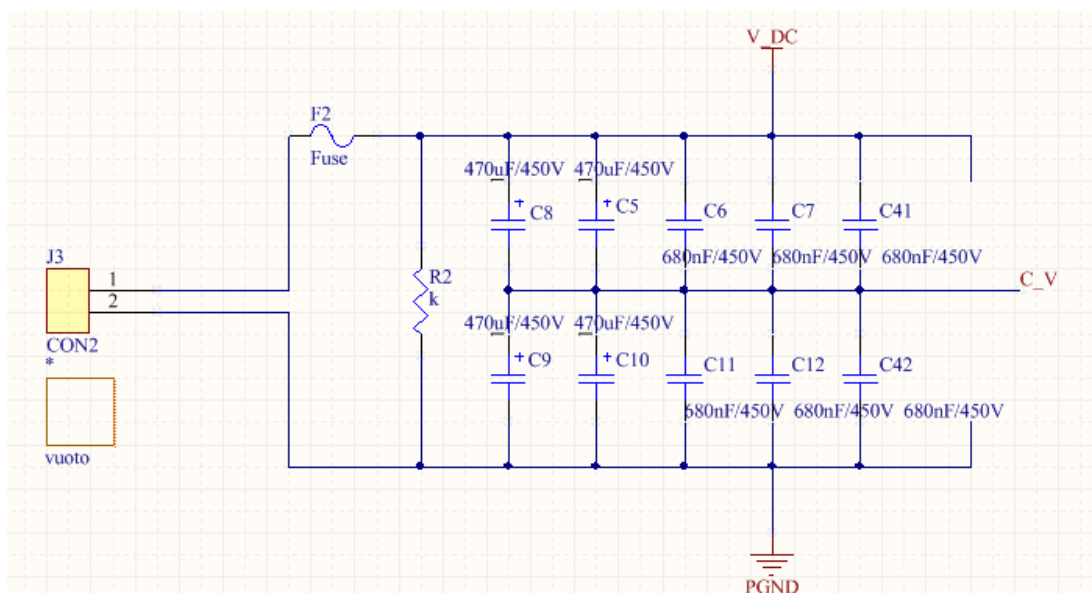 V_DC
F2
Fuse
470uF/450V 470uF/450V
C8 C5 C6 C7 C41
680nF/450V 680nF/450V 680nF/450V
J3
1
2
CON2
*
vuoto
R2
k
C_V
470uF/450V 470uF/450V
C9 C10 C11 C12 C42
680nF/450V 680nF/450V 680nF/450V
PGND